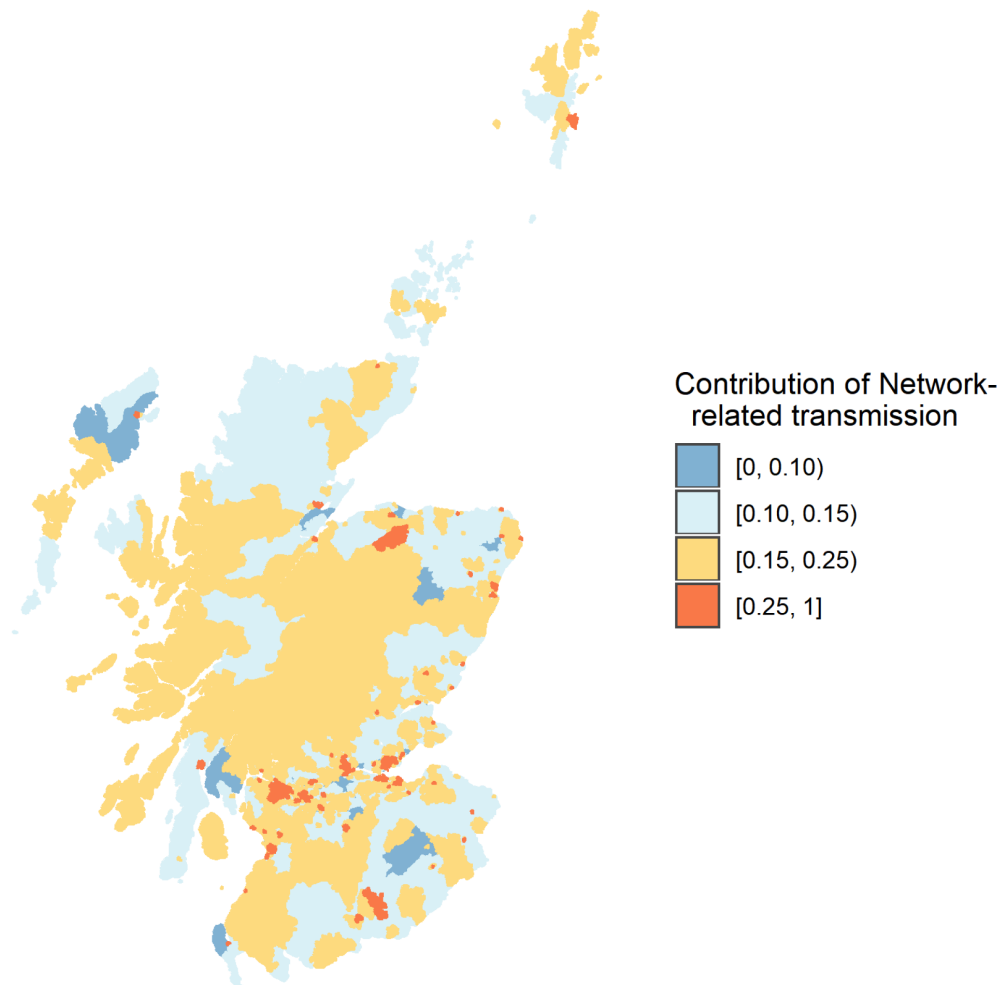 Contribution of Network-
related transmission
[0, 0.10)
[0.10, 0.15)
[0.15, 0.25)
[0.25, 1]